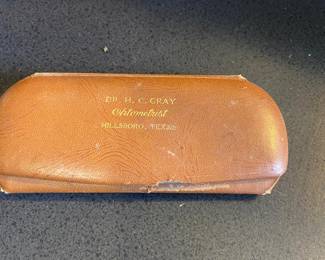 DR. H. C. GRAY
Optometrist
HILLSBORO, TEXAS